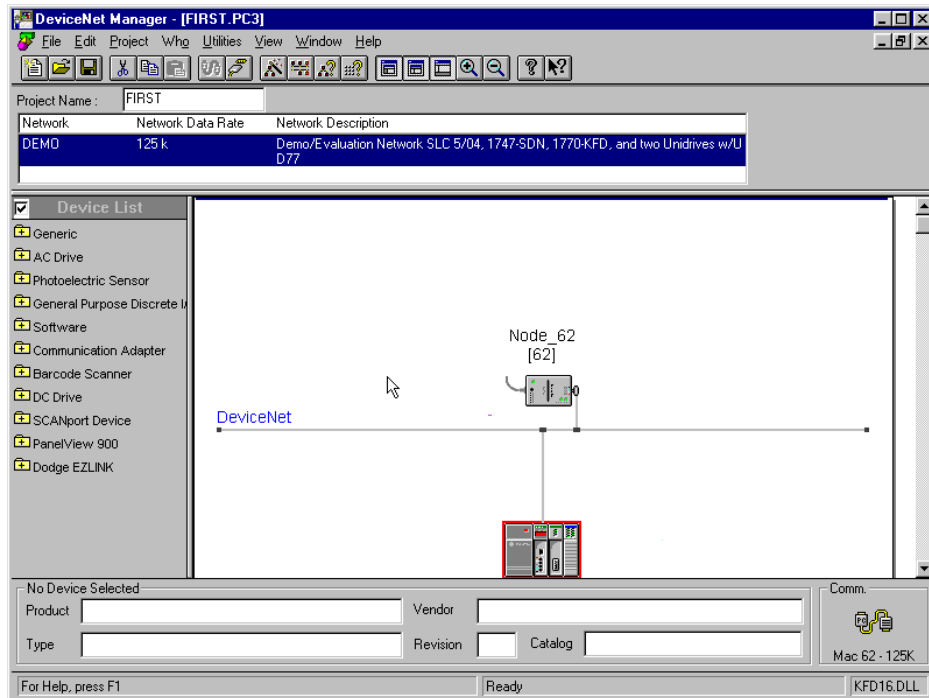 DeviceNet Manager - [FIRST.PC3]
File Edit Project Who Utilities View Window Help
Project Name : FIRST
Network Network Data Rate Network Description
DEMO 125 k Demo/Evaluation Network SLC 5/04, 1747-SDN, 1770-KFD, and two Unidrives w/U
D77
Device List
Generic
AC Drive
Photoelectric Sensor
General Purpose Discrete I/
Software
Communication Adapter
Barcode Scanner
DC Drive
SCANport Device
PanelView 900
Dodge EZLINK
Node_62
[62]
DeviceNet
No Device Selected
Product Vendor
Type Revision Catalog
Comm.
Mac 62 - 125K
For Help, press F1 Ready KFD16.DLL